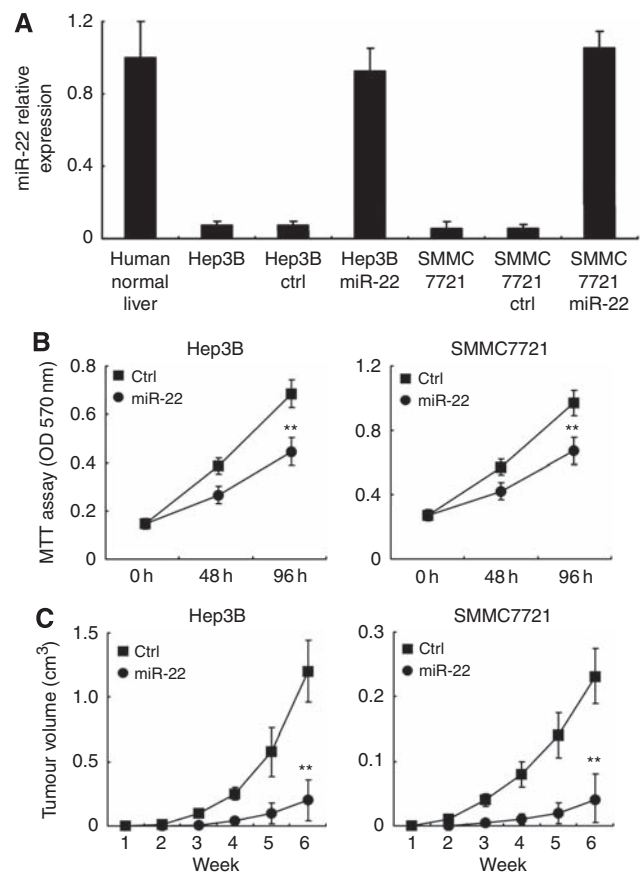 A
miR-22 relative
expression
1.2
0.8
0.4
0
Human
normal
liver
Hep3B
Hep3B
ctrl
Hep3B
miR-22
SMMC
7721
SMMC
7721
ctrl
SMMC
7721
miR-22
B
Hep3B
MTT assay (OD 570 nm)
0.8
0.6
0.4
0.2
0
Ctrl
miR-22
**
0 h
48 h
96 h
SMMC7721
1.2
0.8
0.4
0
Ctrl
miR-22
**
0 h
48 h
96 h
C
Hep3B
Tumour volume (cm³)
1.5
1.0
0.5
0
Ctrl
miR-22
**
1 2 3 4 5 6
Week
SMMC7721
0.3
0.2
0.1
0
Ctrl
miR-22
**
1 2 3 4 5 6
Week